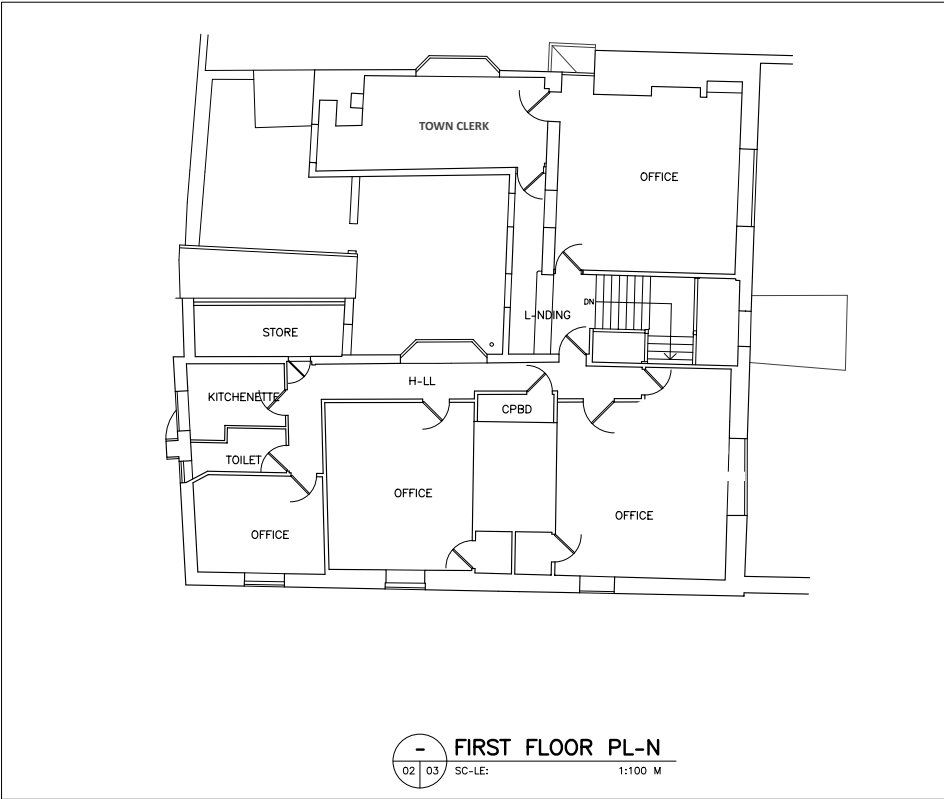 TOWN CLERK
OFFICE
DN
L-NDING
STORE
H-LL
KITCHENETTE
CPBD
TOILET
OFFICE
OFFICE
OFFICE
-
FIRST FLOOR PL-N
02 03 SC-LE: 1:100 M